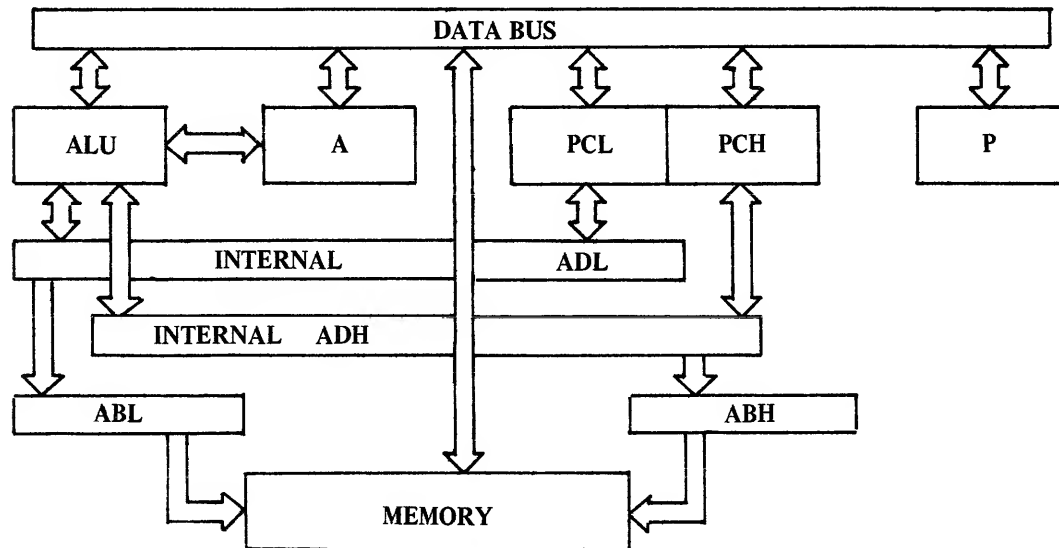 DATA BUS
ALU
A
PCL
PCH
P
INTERNAL ADL
INTERNAL ADH
ABL
ABH
MEMORY